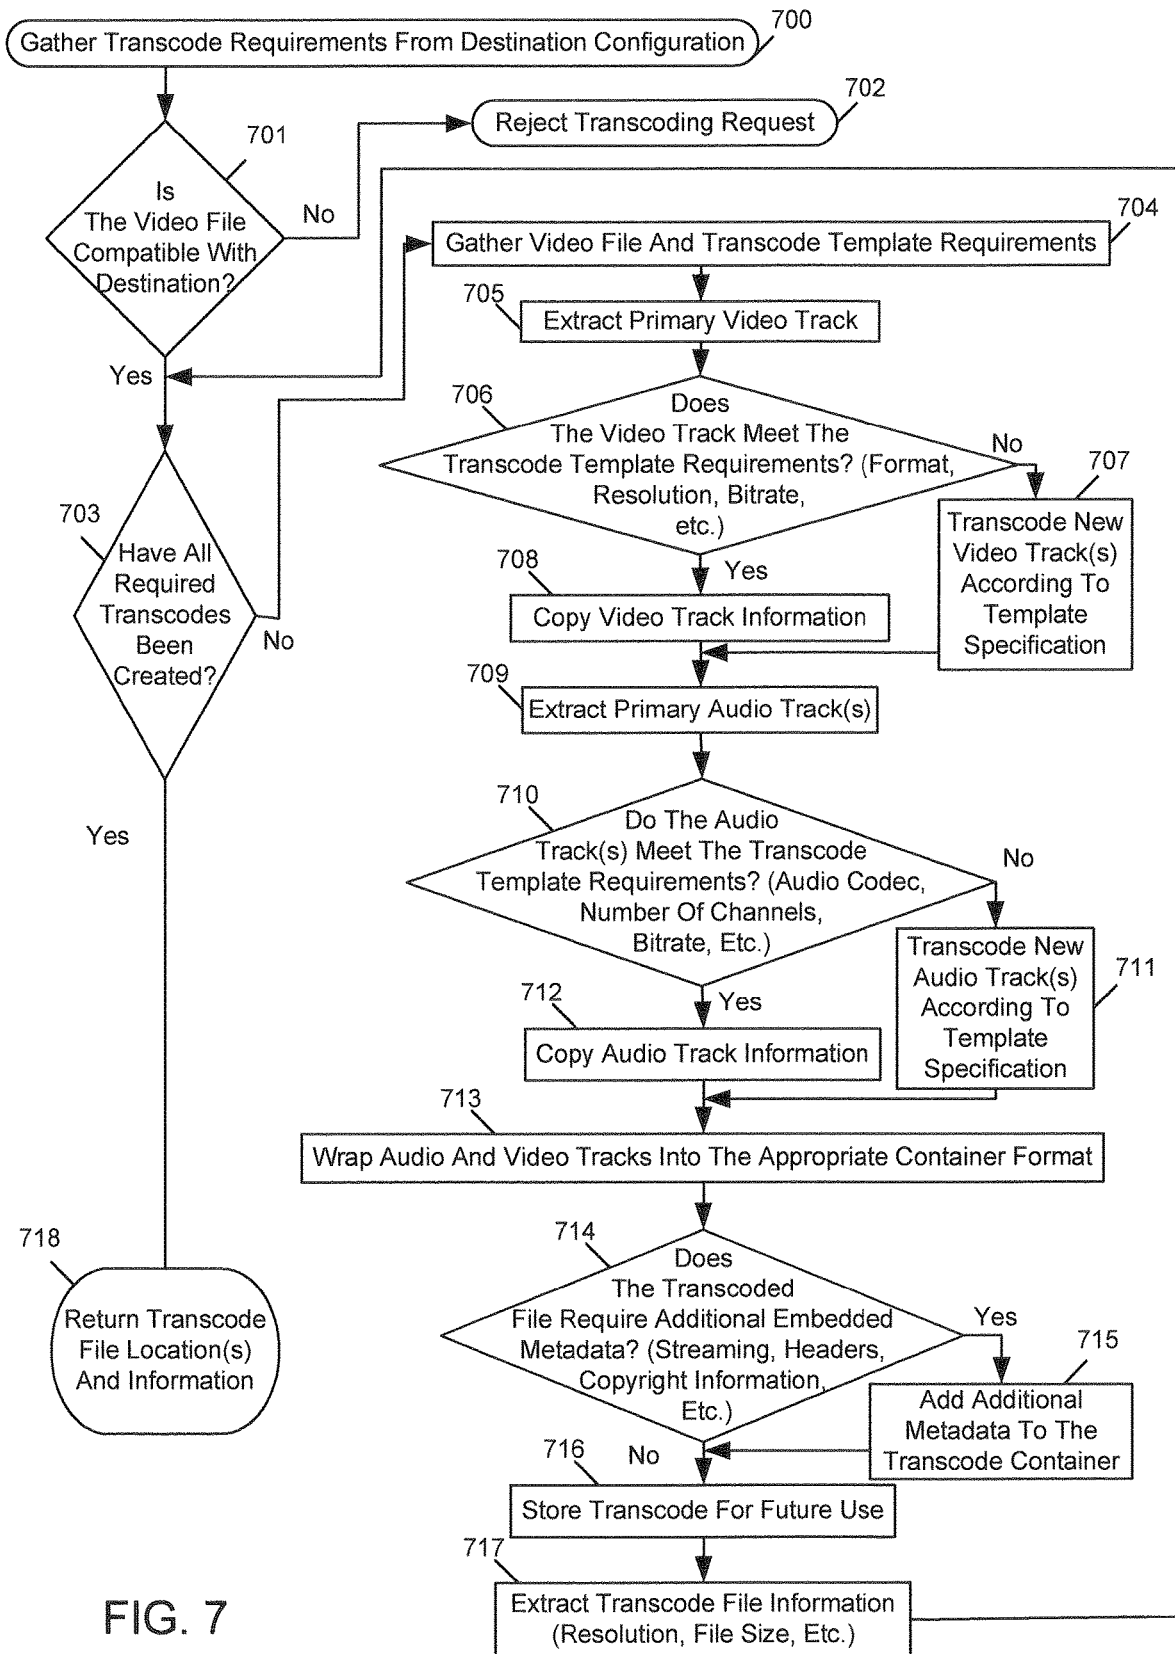 Gather Transcode Requirements From Destination Configuration
700
702
Reject Transcoding Request
701
Is
The Video File
Compatible With
Destination?
No
Yes
704
Gather Video File And Transcode Template Requirements
705
Extract Primary Video Track
706
Does
The Video Track Meet The
Transcode Template Requirements? (Format,
Resolution, Bitrate,
etc.)
No
707
Transcode New
Video Track(s)
According To
Template
Specification
703
Have All
Required
Transcodes
Been
Created?
No
Yes
708
Yes
Copy Video Track Information
709
Extract Primary Audio Track(s)
710
Do The Audio
Track(s) Meet The Transcode
Template Requirements? (Audio Codec,
Number Of Channels,
Bitrate, Etc.)
No
Transcode New
Audio Track(s)
According To
Template
Specification
711
712
Yes
Copy Audio Track Information
713
Wrap Audio And Video Tracks Into The Appropriate Container Format
714
Does
The Transcoded
File Require Additional Embedded
Metadata? (Streaming, Headers,
Copyright Information,
Etc.)
Yes
715
Add Additional
Metadata To The
Transcode Container
718
Return Transcode
File Location(s)
And Information
716
No
Store Transcode For Future Use
717
Extract Transcode File Information
(Resolution, File Size, Etc.)
FIG. 7